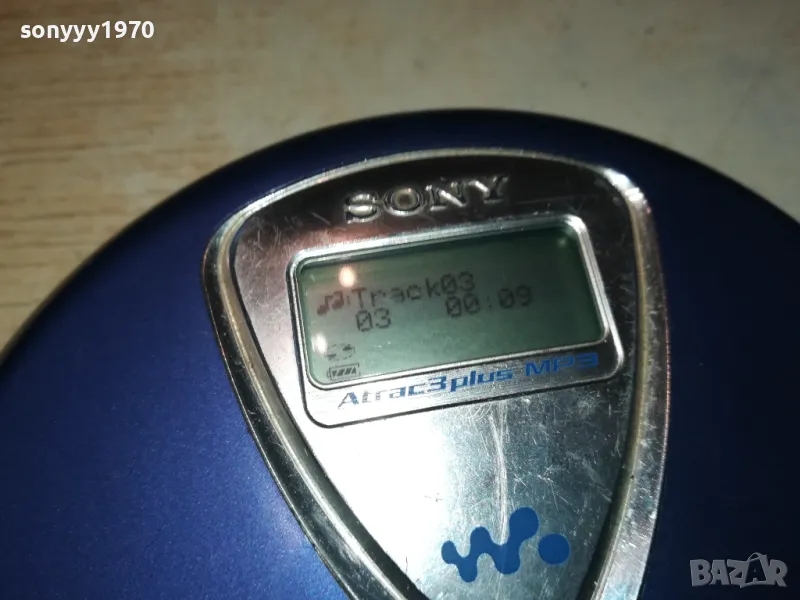 sonyyy1970
SONY
Track03
03 00:09
Atrac3plus MP3
BAZAR